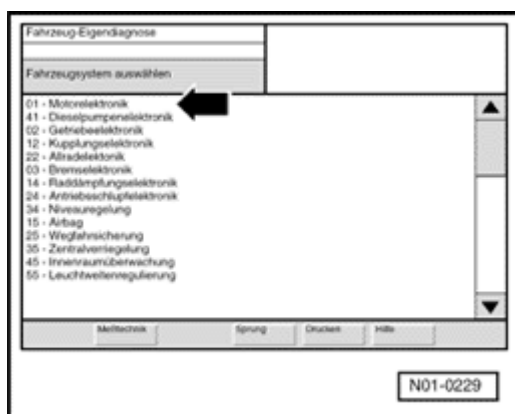 Fahrzeug-Eigendiagnose
Fahrzeugsystem auswählen
01 - Motorelektronik
41 - Dieselpumpenelektronik
02 - Getriebeelektronik
12 - Kupplungselektronik
22 - Allradelektonik
03 - Bremselektronik
14 - Raddämpfungselektronik
24 - Antriebsschlupfelektronik
34 - Niveauregelung
15 - Airbag
25 - Wegfahrsicherung
35 - Zentralverriegelung
45 - Innenraumüberwachung
55 - Leuchtweitenregulierung
Meßtechnik Sprung Drucken Hilfe
N01-0229